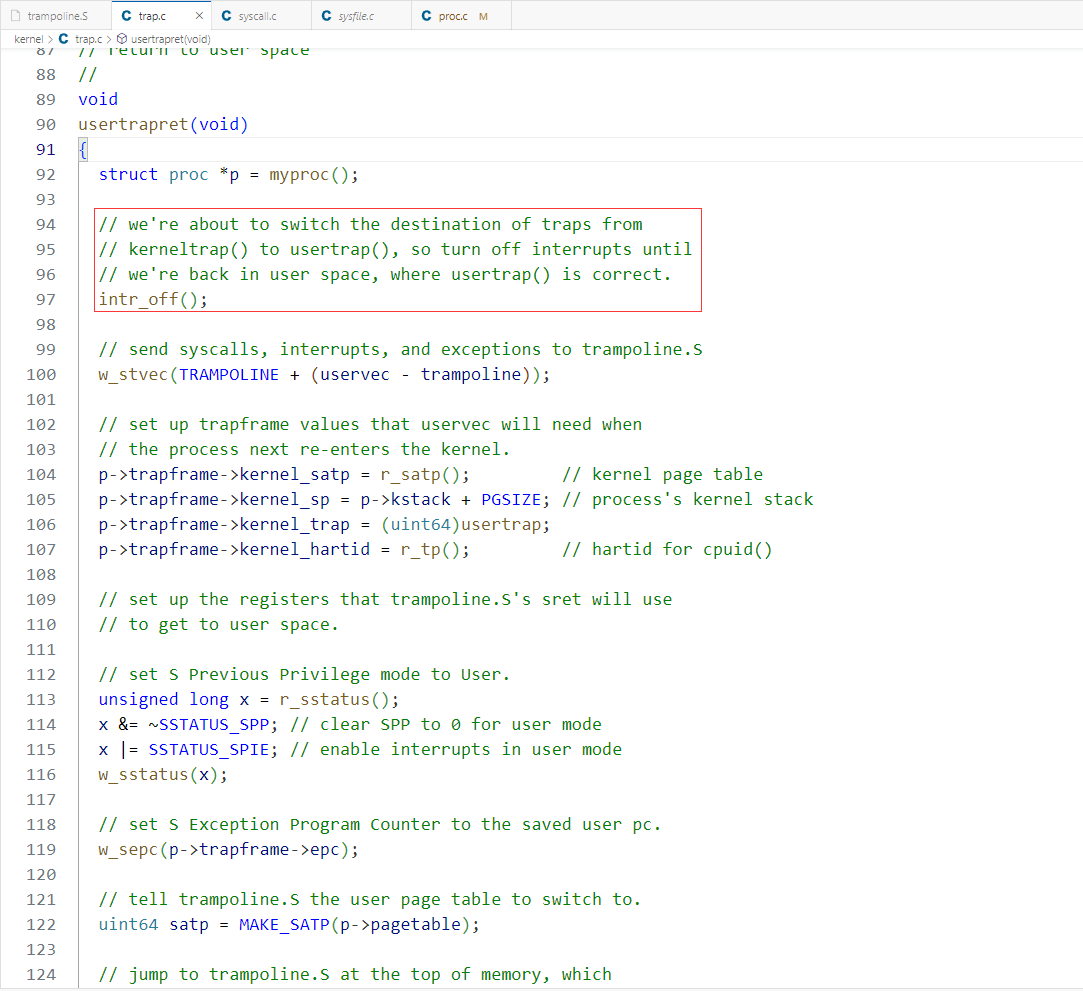 trampoline.S C trap.c × C syscall.c C sysfile.c C proc.c M
kernel > C trap.c > usertrapret(void)
87 // return to user space
88 //
89 void
90 usertrapret(void)
91 {
92 struct proc *p = myproc();
93
94 // we're about to switch the destination of traps from
95 // kerneltrap() to usertrap(), so turn off interrupts until
96 // we're back in user space, where usertrap() is correct.
97 intr_off();
98
99 // send syscalls, interrupts, and exceptions to trampoline.S
100 w_stvec(TRAMPOLINE + (uservec - trampoline));
101
102 // set up trapframe values that uservec will need when
103 // the process next re-enters the kernel.
104 p->trapframe->kernel_satp = r_satp();         // kernel page table
105 p->trapframe->kernel_sp = p->kstack + PGSIZE; // process's kernel stack
106 p->trapframe->kernel_trap = (uint64)usertrap;
107 p->trapframe->kernel_hartid = r_tp();         // hartid for cpuid()
108
109 // set up the registers that trampoline.S's sret will use
110 // to get to user space.
111
112 // set S Previous Privilege mode to User.
113 unsigned long x = r_sstatus();
114 x &= ~SSTATUS_SPP; // clear SPP to 0 for user mode
115 x |= SSTATUS_SPIE; // enable interrupts in user mode
116 w_sstatus(x);
117
118 // set S Exception Program Counter to the saved user pc.
119 w_sepc(p->trapframe->epc);
120
121 // tell trampoline.S the user page table to switch to.
122 uint64 satp = MAKE_SATP(p->pagetable);
123
124 // jump to trampoline.S at the top of memory, which